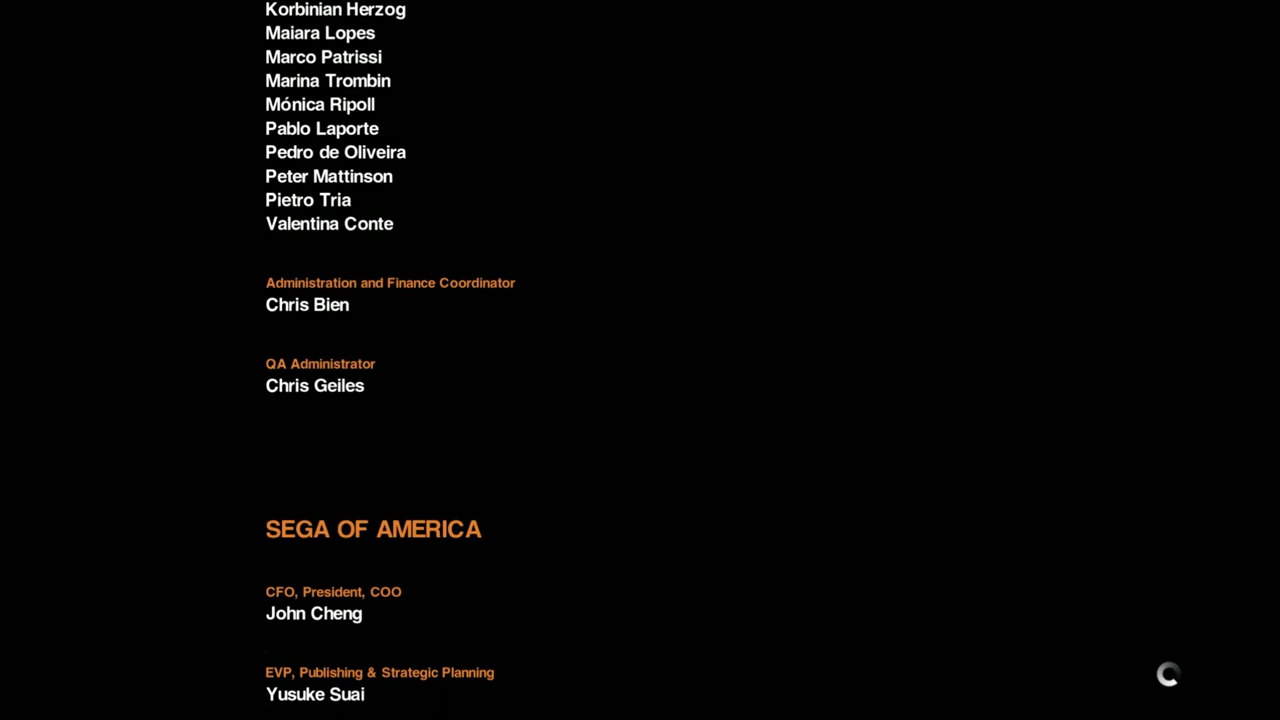 Korbinian Herzog
Maiara Lopes
Marco Patrissi
Marina Trombin
Mónica Ripoll
Pablo Laporte
Pedro de Oliveira
Peter Mattinson
Pietro Tria
Valentina Conte
Administration and Finance Coordinator
Chris Bien
QA Administrator
Chris Geiles
SEGA OF AMERICA
CFO, President, COO
John Cheng
EVP, Publishing & Strategic Planning
Yusuke Suai